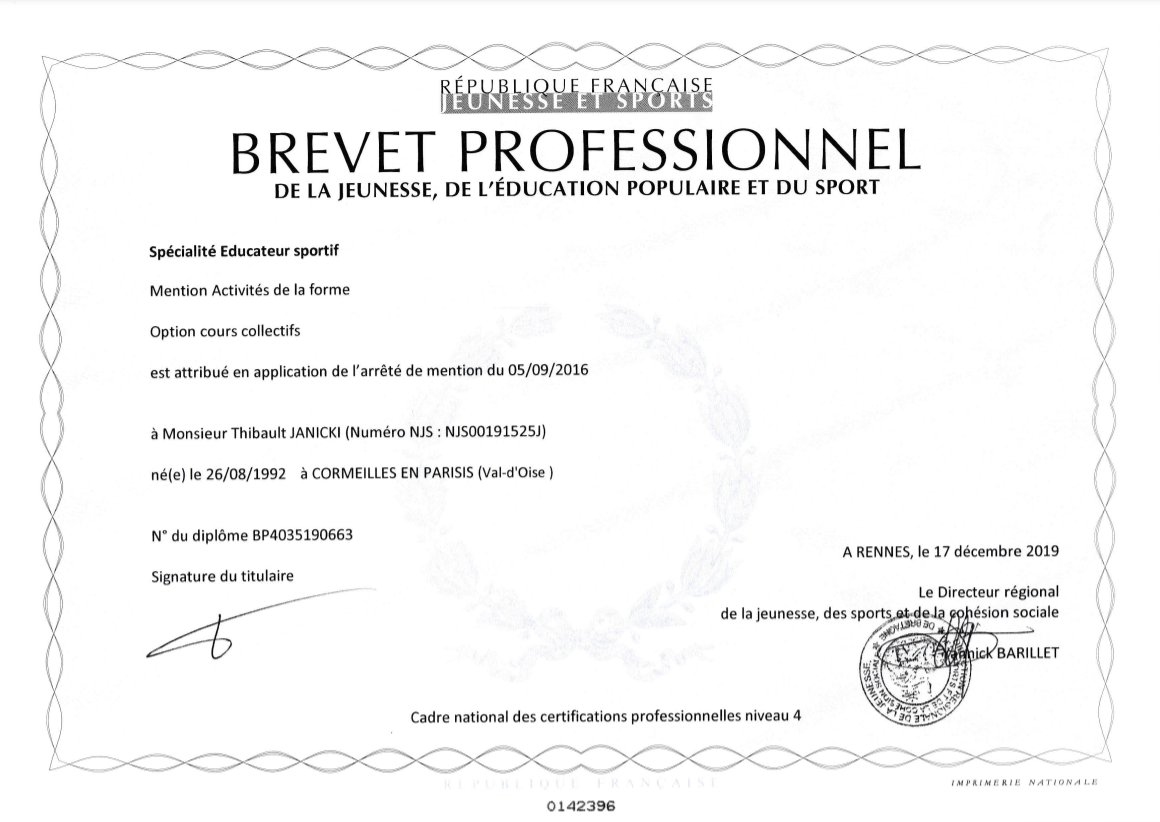 RÉPUBLIQUE FRANÇAISE
JEUNESSE ET SPORTS
BREVET PROFESSIONNEL
DE LA JEUNESSE, DE L'ÉDUCATION POPULAIRE ET DU SPORT
Spécialité Educateur sportif
Mention Activités de la forme
Option cours collectifs
est attribué en application de l'arrêté de mention du 05/09/2016
à Monsieur Thibault JANICKI (Numéro NJS : NJS00191525J)
né(e) le 26/08/1992 à CORMEILLES EN PARISIS (Val-d'Oise )
N° du diplôme BP4035190663
A RENNES, le 17 décembre 2019
Signature du titulaire
Le Directeur régional
de la jeunesse, des sports et de la cohésion sociale
Yannick BARILLET
Cadre national des certifications professionnelles niveau 4
RÉPUBLIQUE FRANÇAISE
IMPRIMERIE NATIONALE
0142396